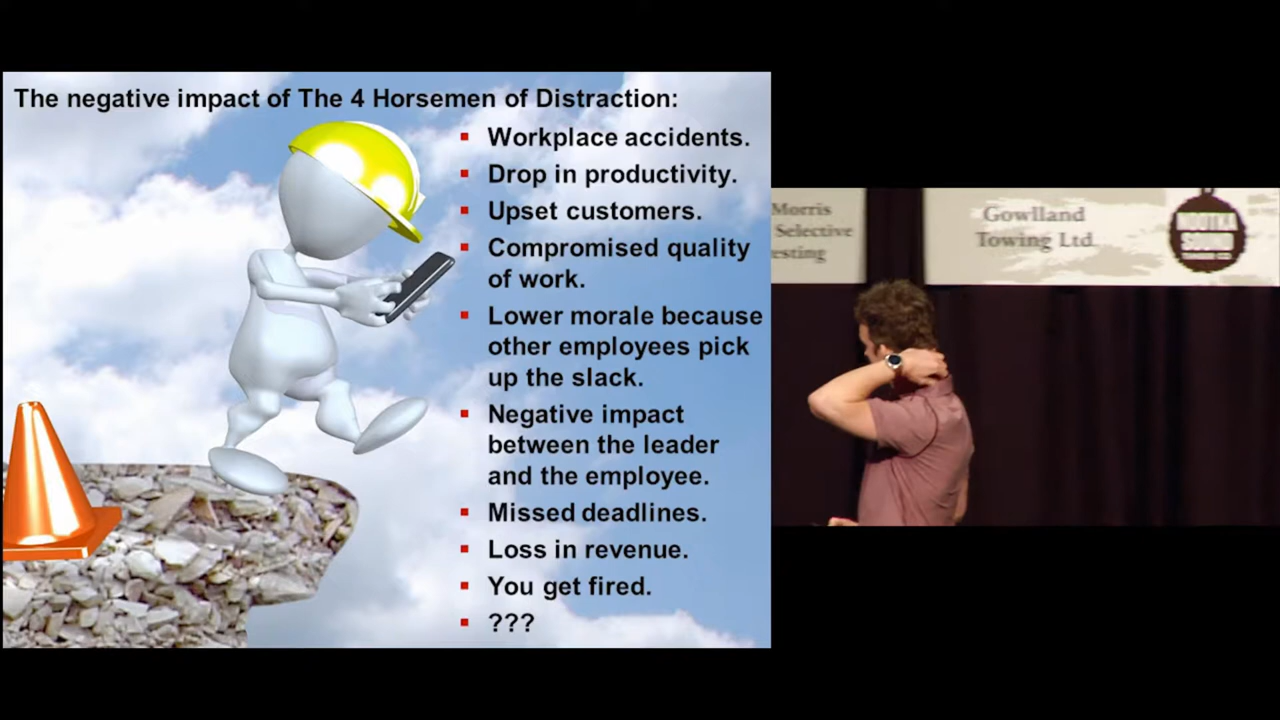 The negative impact of The 4 Horsemen of Distraction:
▪ Workplace accidents.
▪ Drop in productivity.
▪ Upset customers.
▪ Compromised quality
of work.
▪ Lower morale because
other employees pick
up the slack.
▪ Negative impact
between the leader
and the employee.
▪ Missed deadlines.
▪ Loss in revenue.
▪ You get fired.
▪ ???
Morris
Selective
Gowlland
Towing Ltd.
NOOTKA
SOUND